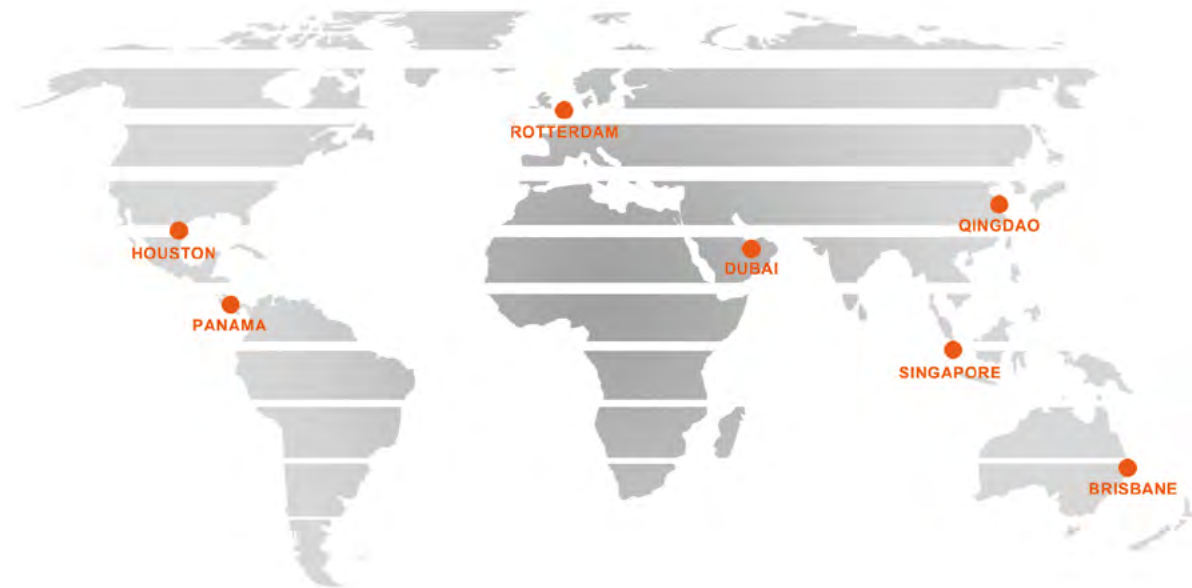 ROTTERDAM
QINGDAO
HOUSTON
DUBAI
PANAMA
SINGAPORE
BRISBANE